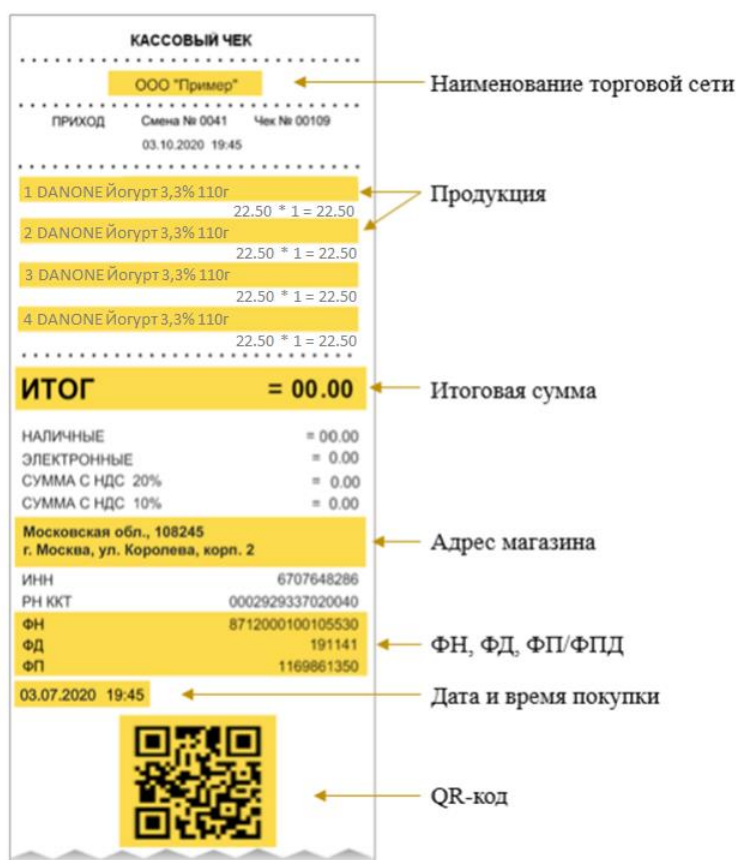 КАССОВЫЙ ЧЕК
ООО "Пример"
Наименование торговой сети
ПРИХОД Смена № 0041 Чек № 00109
03.10.2020 19:45
1 DANONE Йогурт 3,3% 110г
Продукция
22.50 * 1 = 22.50
2 DANONE Йогурт 3,3% 110г
22.50 * 1 = 22.50
3 DANONE Йогурт 3,3% 110г
22.50 * 1 = 22.50
4 DANONE Йогурт 3,3% 110г
22.50 * 1 = 22.50
ИТОГ = 00.00
Итоговая сумма
НАЛИЧНЫЕ = 00.00
ЭЛЕКТРОННЫЕ = 0.00
СУММА С НДС 20% = 0.00
СУММА С НДС 10% = 0.00
Московская обл., 108245
г. Москва, ул. Королева, корп. 2
Адрес магазина
ИНН 6707648286
РН ККТ 0002929337020040
ФН 8712000100105530
ФД 191141
ФН, ФД, ФП/ФПД
ФП 1169861350
03.07.2020 19:45
Дата и время покупки
QR-код